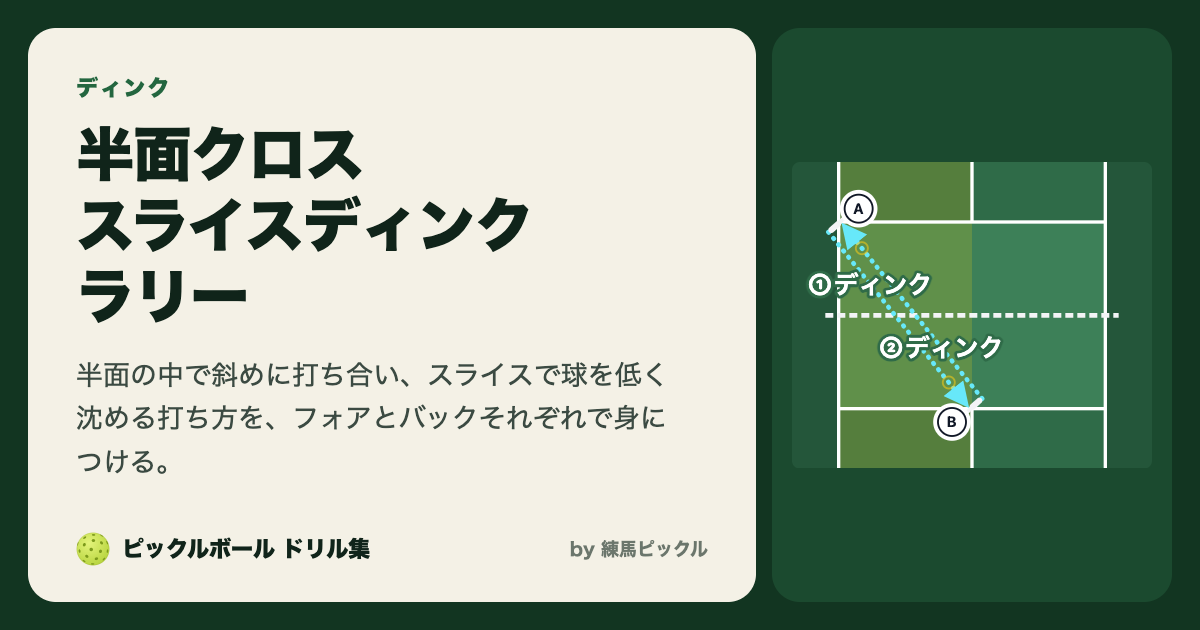 ディンク
半面クロス
スライスディンク
ラリー
半面の中で斜めに打ち合い、スライスで球を低く
沈める打ち方を、フォアとバックそれぞれで身に
つける。
ピックルボール ドリル集
by 練馬ピックル
A
①ディンク
②ディンク
B